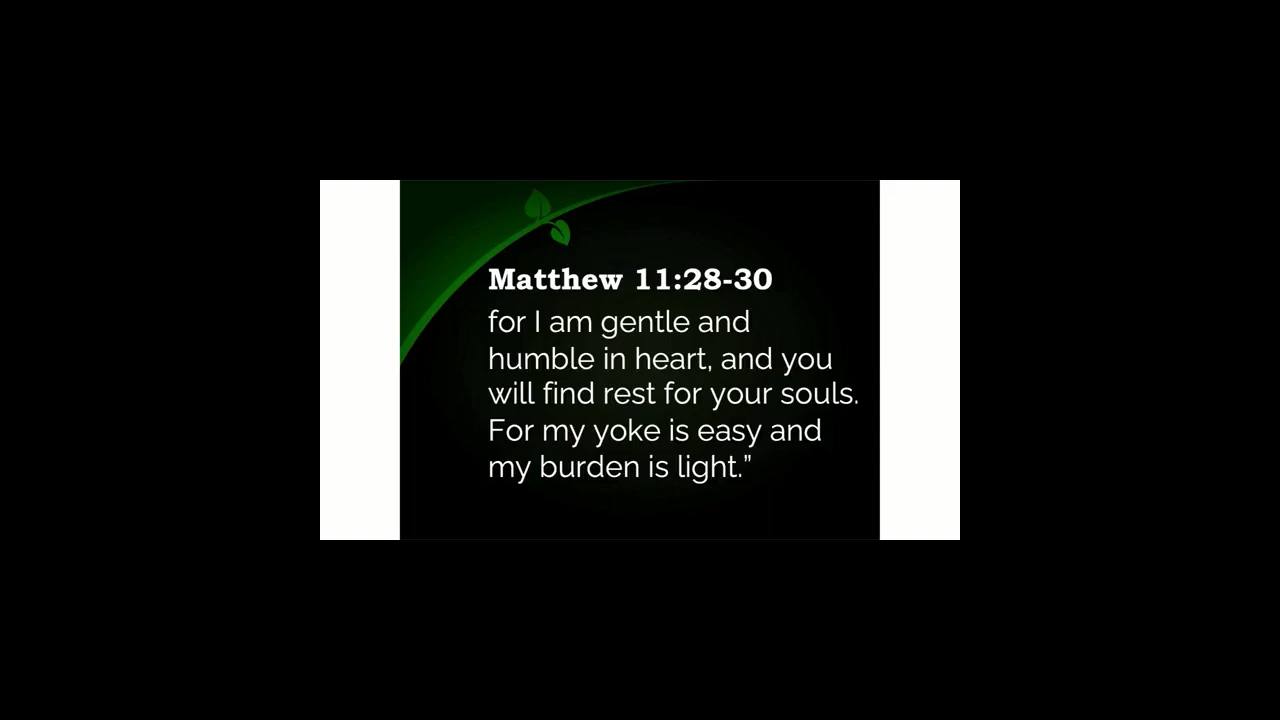 Matthew 11:28-30
for I am gentle and
humble in heart, and you
will find rest for your souls.
For my yoke is easy and
my burden is light.”